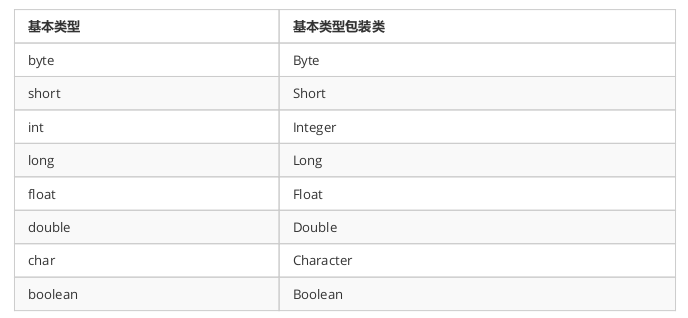 基本类型 基本类型包装类
byte Byte
short Short
int Integer
long Long
float Float
double Double
char Character
boolean Boolean